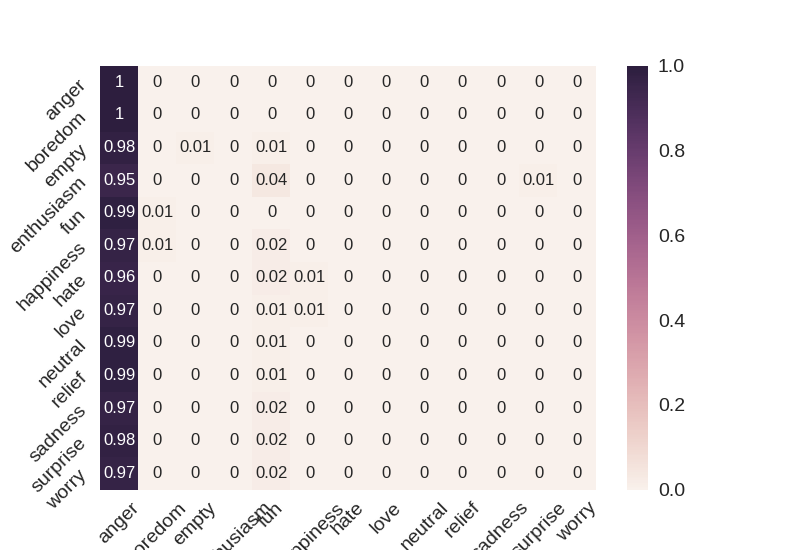 anger 1 0 0 0 0 0 0 0 0 0 0 0 0
boredom 1 0 0 0 0 0 0 0 0 0 0 0 0
empty 0.98 0 0.01 0 0.01 0 0 0 0 0 0 0 0
enthusiasm 0.95 0 0 0 0.04 0 0 0 0 0 0 0.01 0
fun 0.99 0.01 0 0 0 0 0 0 0 0 0 0 0
happiness 0.97 0.01 0 0 0.02 0 0 0 0 0 0 0 0
hate 0.96 0 0 0 0.02 0.01 0 0 0 0 0 0 0
love 0.97 0 0 0 0.01 0.01 0 0 0 0 0 0 0
neutral 0.99 0 0 0 0.01 0 0 0 0 0 0 0 0
relief 0.99 0 0 0 0.01 0 0 0 0 0 0 0 0
sadness 0.97 0 0 0 0.02 0 0 0 0 0 0 0 0
surprise 0.98 0 0 0 0.02 0 0 0 0 0 0 0 0
worry 0.97 0 0 0 0.02 0 0 0 0 0 0 0 0
anger oredom empty husiasm fun ppiness hate love neutral relief adness surprise worry
1.0
0.8
0.6
0.4
0.2
0.0